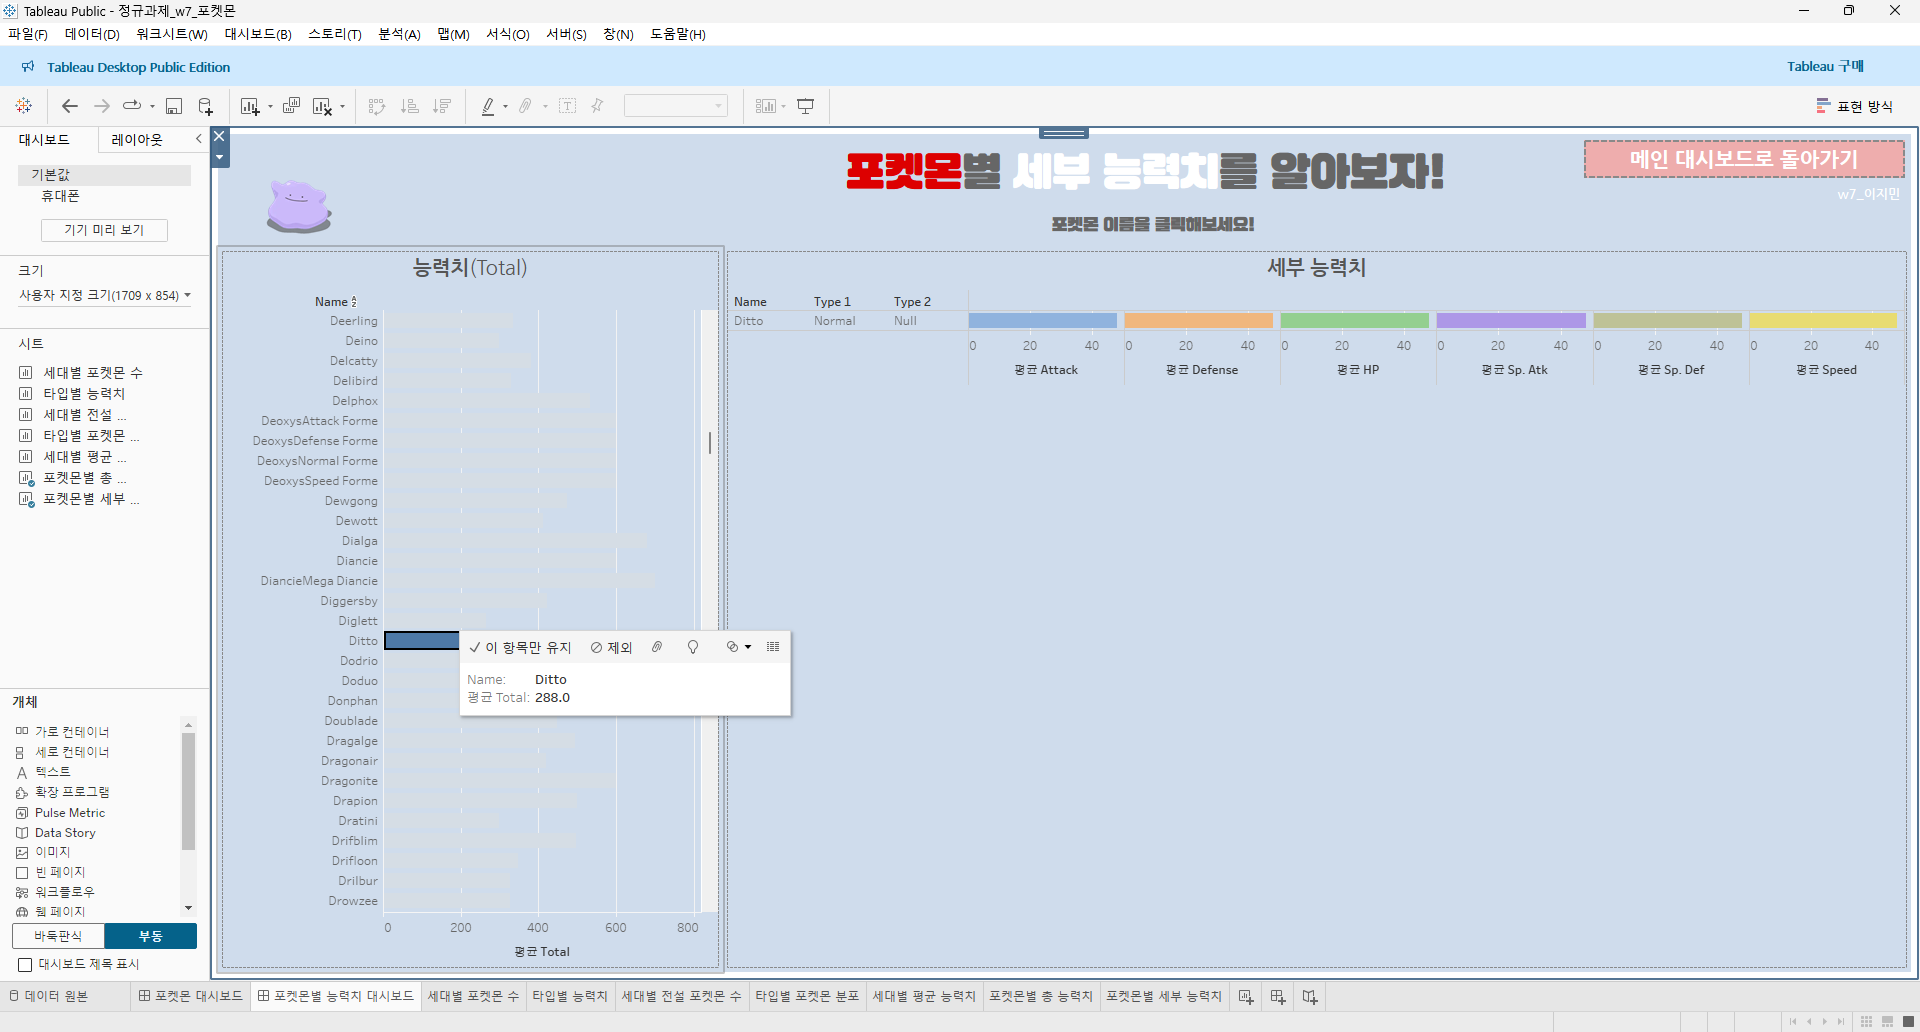 Tableau Public - 정규과제_w7_포켓몬
파일(F) 데이터(D) 워크시트(W) 대시보드(B) 스토리(T) 분석(A) 맵(M) 서식(O) 서버(S) 창(N) 도움말(H)
Tableau Desktop Public Edition
Tableau 구매
표현 방식
대시보드 레이아웃
기본값
휴대폰
기기 미리 보기
크기
사용자 지정 크기(1709 x 854)
시트
세대별 포켓몬 수
타입별 능력치
세대별 전설 ...
타입별 포켓몬 ...
세대별 평균 ...
포켓몬별 총 ...
포켓몬별 세부 ...
개체
가로 컨테이너
세로 컨테이너
텍스트
확장 프로그램
Pulse Metric
Data Story
이미지
빈 페이지
워크플로우
웹 페이지
바둑판식 부동
대시보드 제목 표시
포켓몬별 세부 능력치를 알아보자!
포켓몬 이름을 클릭해보세요!
메인 대시보드로 돌아가기
w7_이지민
능력치(Total)
Name
Deerling
Deino
Delcatty
Delibird
Delphox
DeoxysAttack Forme
DeoxysDefense Forme
DeoxysNormal Forme
DeoxysSpeed Forme
Dewgong
Dewott
Dialga
Diancie
DiancieMega Diancie
Diggersby
Diglett
Ditto
Dodrio
Doduo
Donphan
Doublade
Dragalge
Dragonair
Dragonite
Drapion
Dratini
Drifblim
Drifloon
Drilbur
Drowzee
0 200 400 600 800
평균 Total
이 항목만 유지 제외
Name: Ditto
평균 Total: 288.0
세부 능력치
Name Type 1 Type 2
Ditto Normal Null
0 20 40 0 20 40 0 20 40 0 20 40 0 20 40 0 20 40
평균 Attack 평균 Defense 평균 HP 평균 Sp. Atk 평균 Sp. Def 평균 Speed
데이터 원본 포켓몬 대시보드 포켓몬별 능력치 대시보드 세대별 포켓몬 수 타입별 능력치 세대별 전설 포켓몬 수 타입별 포켓몬 분포 세대별 평균 능력치 포켓몬별 총 능력치 포켓몬별 세부 능력치